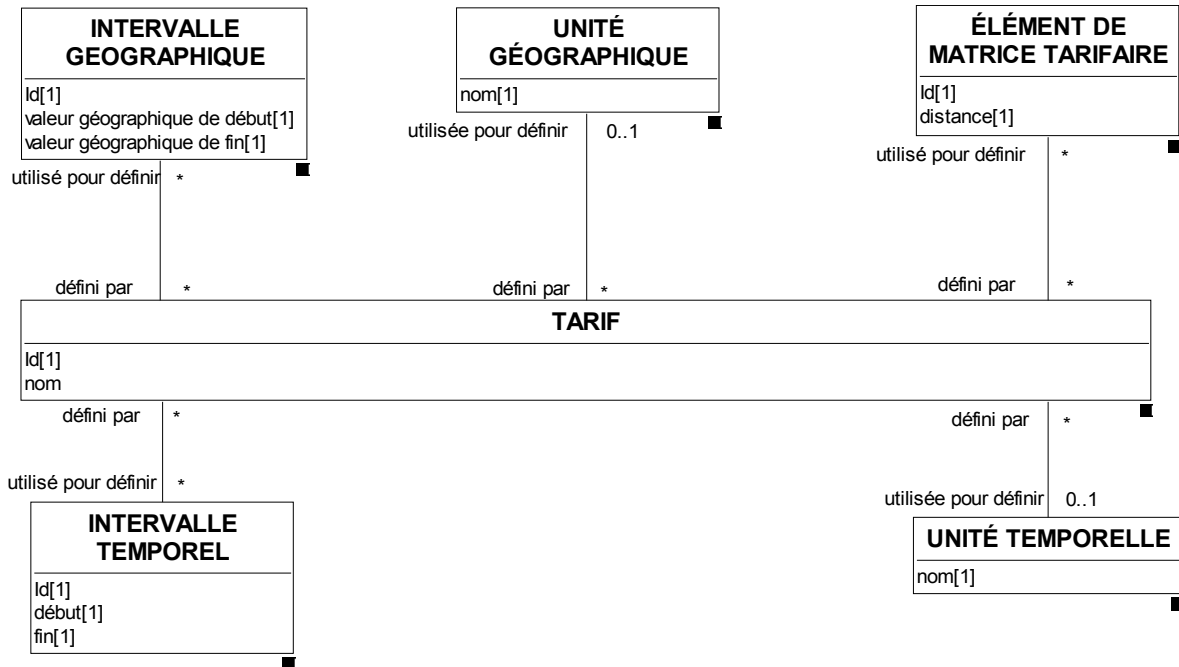 INTERVALLE
GEOGRAPHIQUE
Id[1]
valeur géographique de début[1]
valeur géographique de fin[1]
UNITÉ
GÉOGRAPHIQUE
nom[1]
ÉLÉMENT DE
MATRICE TARIFAIRE
Id[1]
distance[1]
utilisé pour définir *
utilisée pour définir 0..1
utilisé pour définir *
défini par *
défini par *
défini par *
TARIF
Id[1]
nom
défini par *
défini par *
utilisé pour définir *
utilisée pour définir 0..1
INTERVALLE
TEMPOREL
Id[1]
début[1]
fin[1]
UNITÉ TEMPORELLE
nom[1]